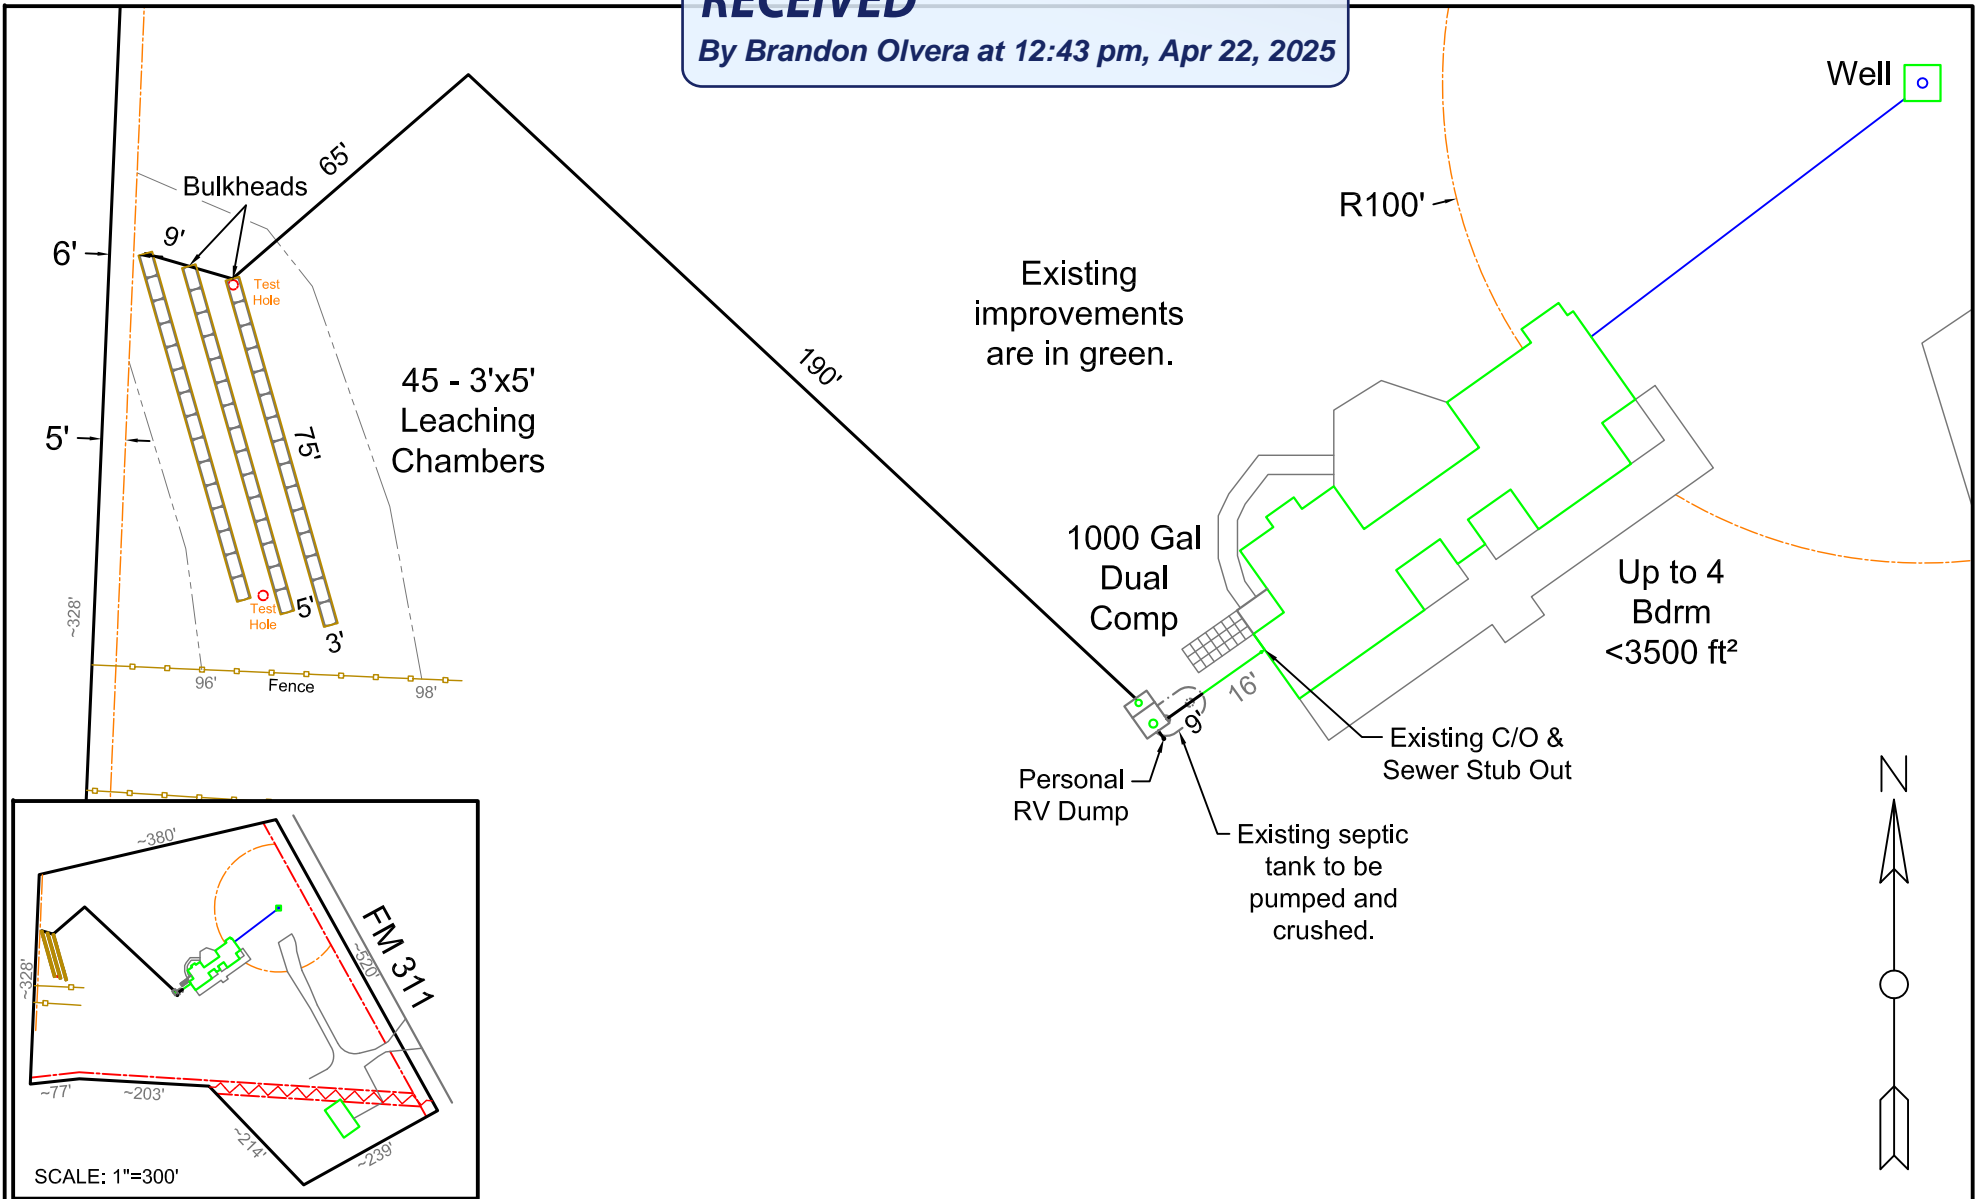 RECEIVED
By Brandon Olvera at 12:43 pm, Apr 22, 2025
Well
65'
Bulkheads
R100'
9'
6'
Test
Hole
Existing
improvements
are in green.
190'
45 - 3'x5'
Leaching
Chambers
5'
75'
1000 Gal
Dual
Comp
Up to 4
Bdrm
<3500 ft²
~328'
Test
Hole
5'
3'
96'
Fence
98'
16'
9'
Existing C/O &
Sewer Stub Out
Personal
RV Dump
Existing septic
tank to be
pumped and
crushed.
N
~380'
FM 311
~520'
~328'
~77'
~203'
~214'
~239'
SCALE: 1"=300'